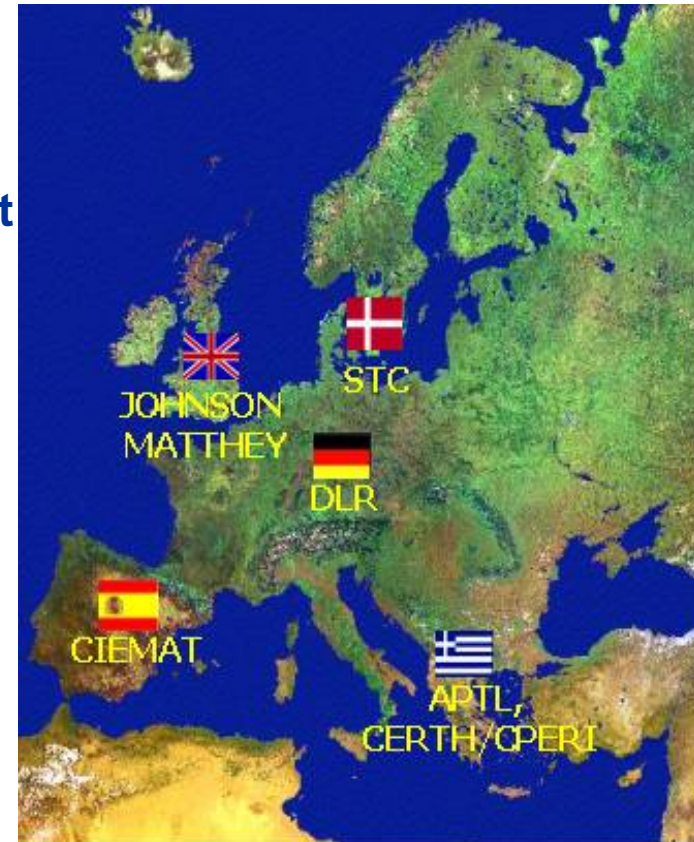 t
STC
JOHNSON
MATTHEY
DLR
CIEMAT
APTL,
CERTH/CPERI